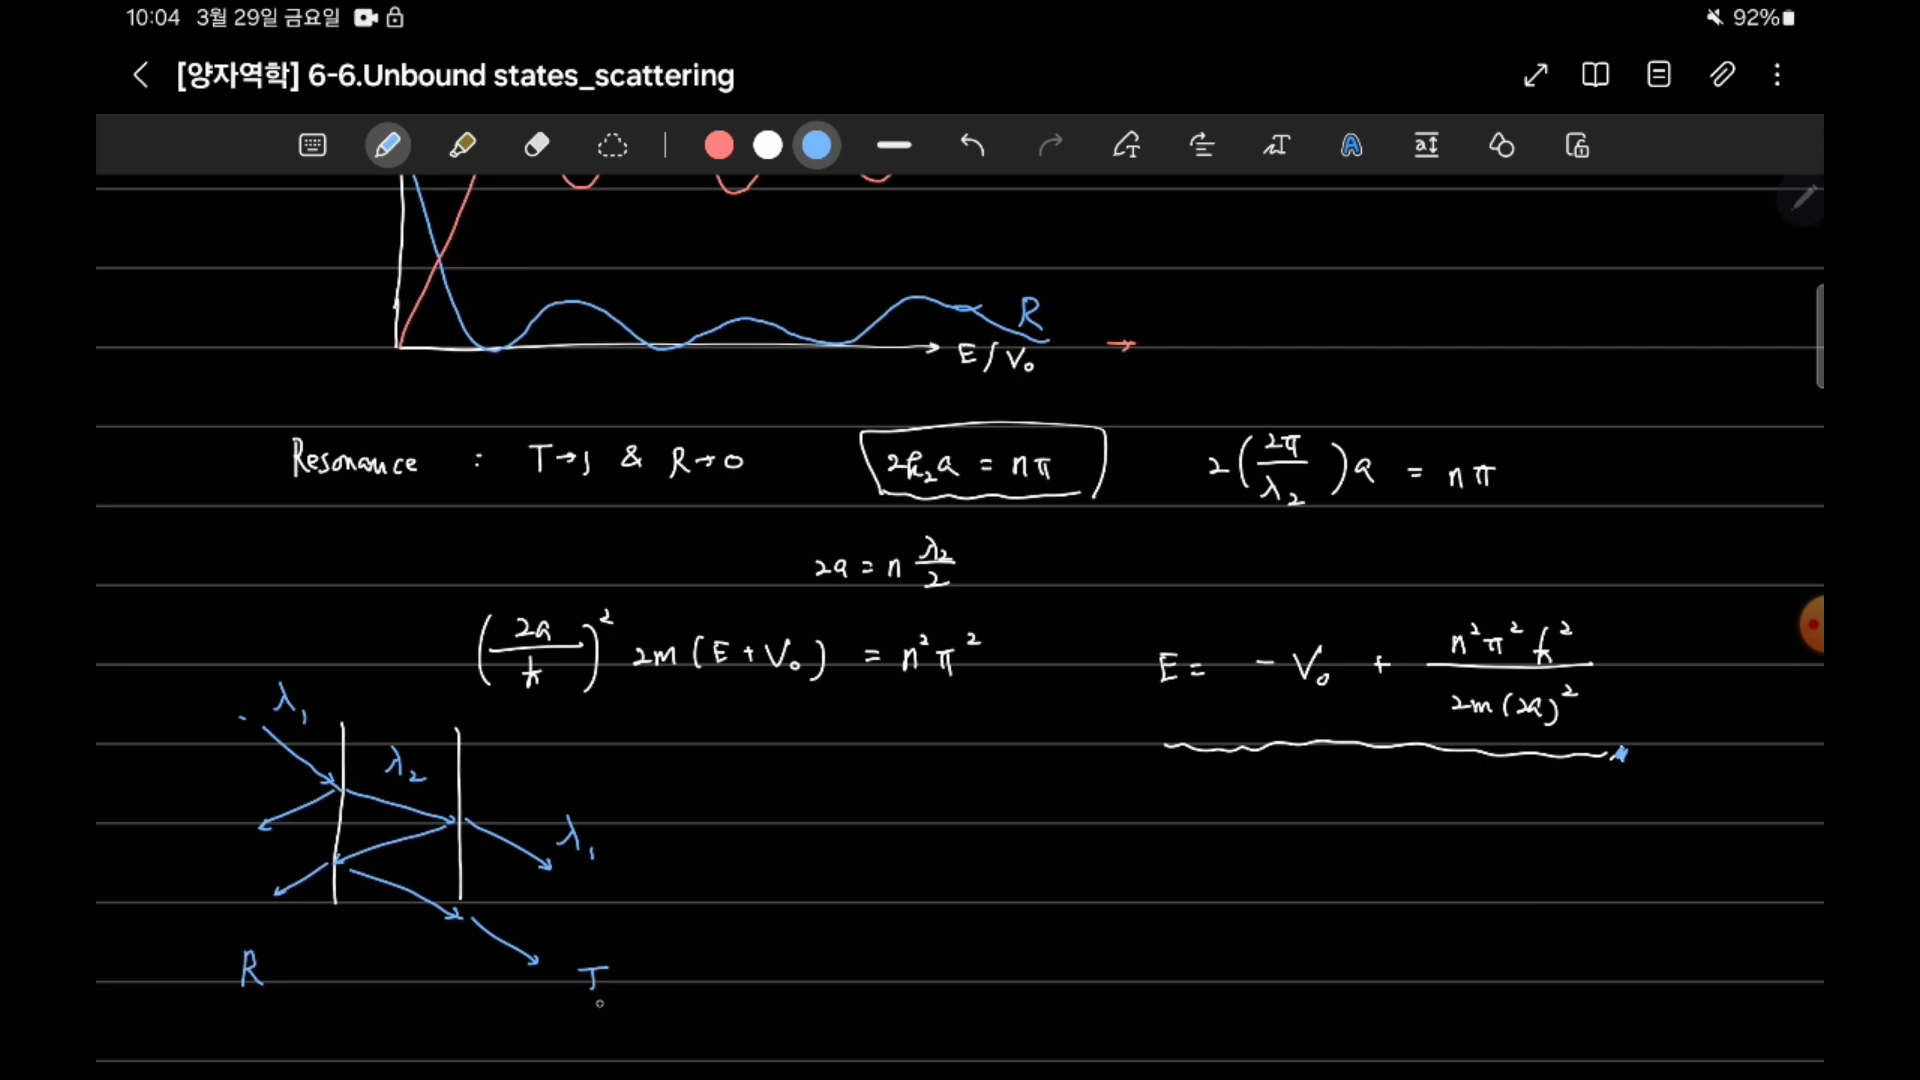 10:04 3월 29일 금요일 92%
[양자역학] 6-6.Unbound states_scattering
R
E/V₀
Resonance : T→1 & R→0 2k₂a = nπ 2(2π/λ₂)a = nπ
2a = n λ₂/2
(2a/ħ)² 2m(E+V₀) = n²π² E = -V₀ + n²π²ħ²/2m(2a)²
λ₁
λ₂
λ₁
R T